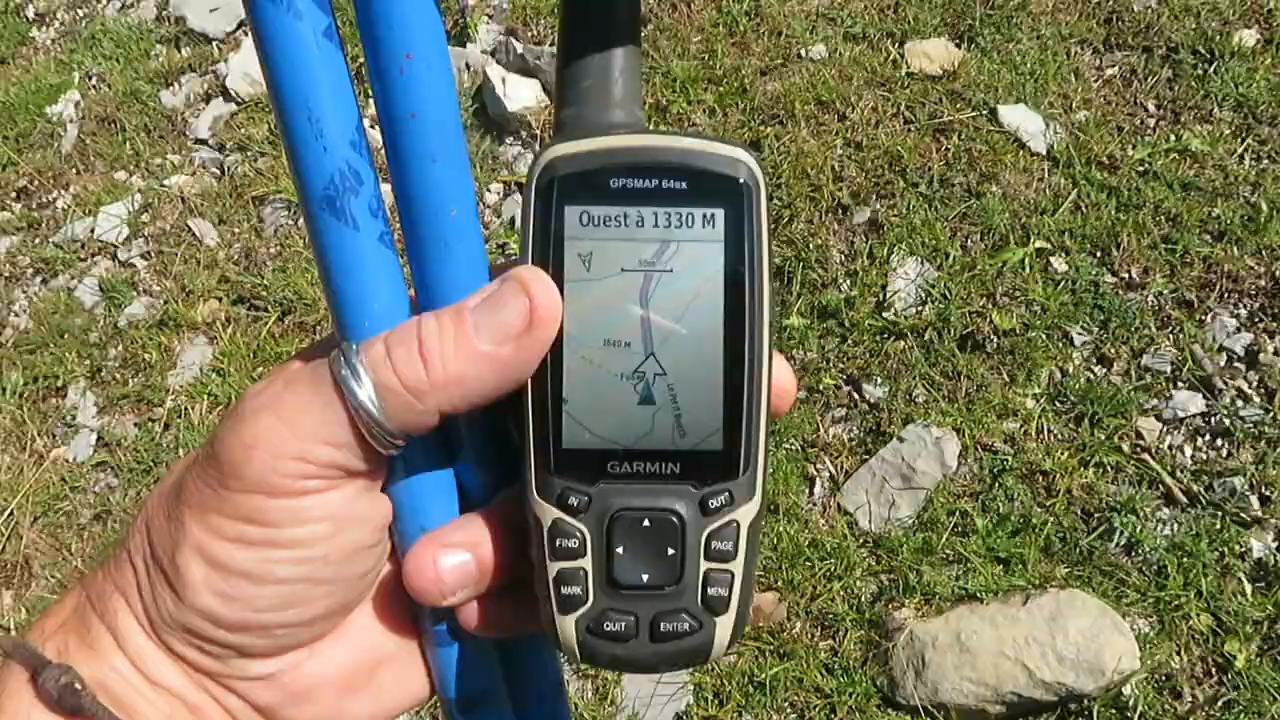 GPSMAP 64sx
Ouest à 1330 M
50m
1640 M
GARMIN
IN
OUT
FIND
PAGE
MARK
MENU
QUIT
ENTER